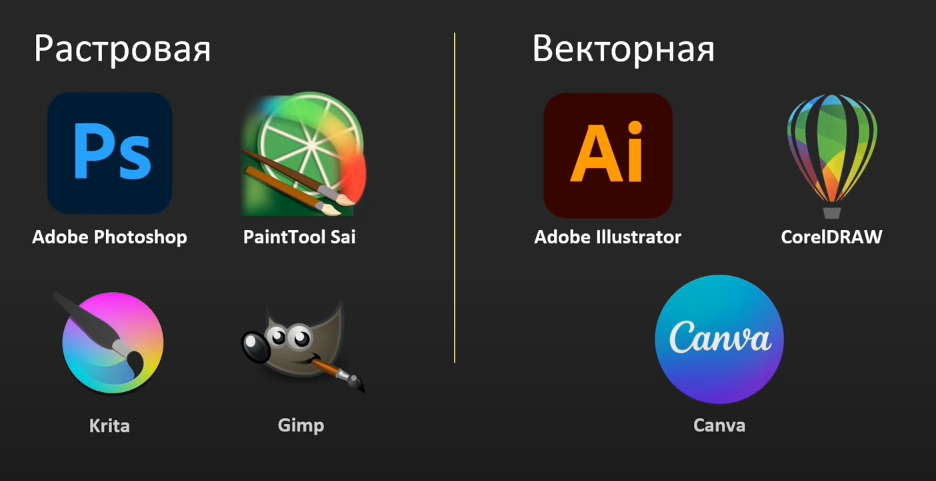 Растровая
Векторная
Ps
Ai
Adobe Photoshop
PaintTool Sai
Adobe Illustrator
CorelDRAW
Canva
Krita
Gimp
Canva